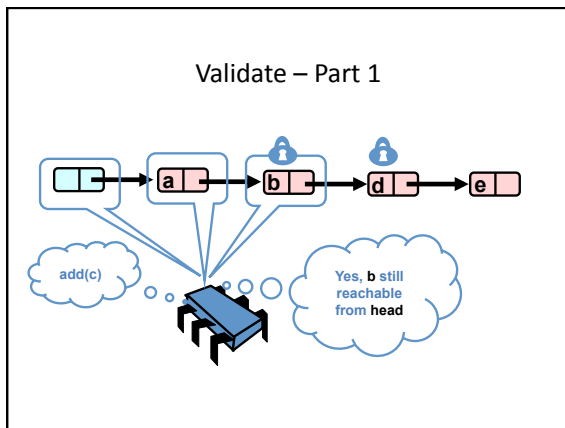 Validate – Part 1
a
b
d
e
add(c)
Yes, b still
reachable
from head